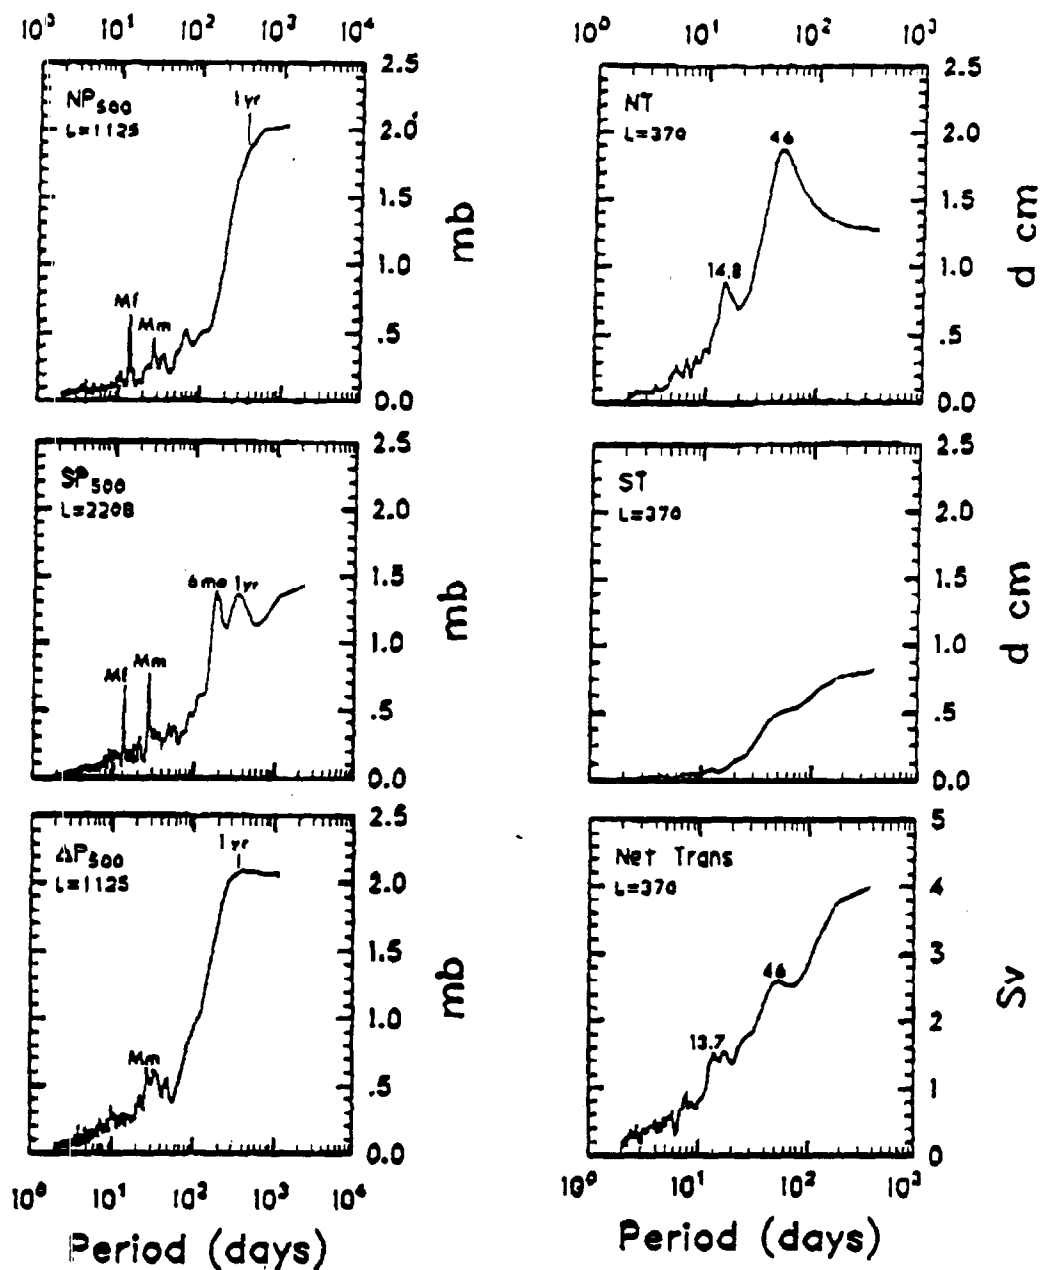 10⁰ 10¹ 10² 10³ 10⁴
NP₅₀₀
L=1125
1 yr
Mf
Mm
2.5
2.0
1.5
1.0
.5
0.0
mb
10⁰ 10¹ 10² 10³
NT
L=370
46
14.8
2.5
2.0
1.5
1.0
.5
0.0
d cm
SP₅₀₀
L=2208
6mo 1yr
Mf
Mm
2.5
2.0
1.5
1.0
.5
0.0
mb
ST
L=370
2.5
2.0
1.5
1.0
.5
0.0
d cm
ΔP₅₀₀
L=1125
1 yr
Mm
2.5
2.0
1.5
1.0
.5
0.0
mb
10⁰ 10¹ 10² 10³ 10⁴
Period (days)
Net Trans
L=370
46
13.7
5
4
3
2
1
0
Sv
10⁰ 10¹ 10² 10³
Period (days)